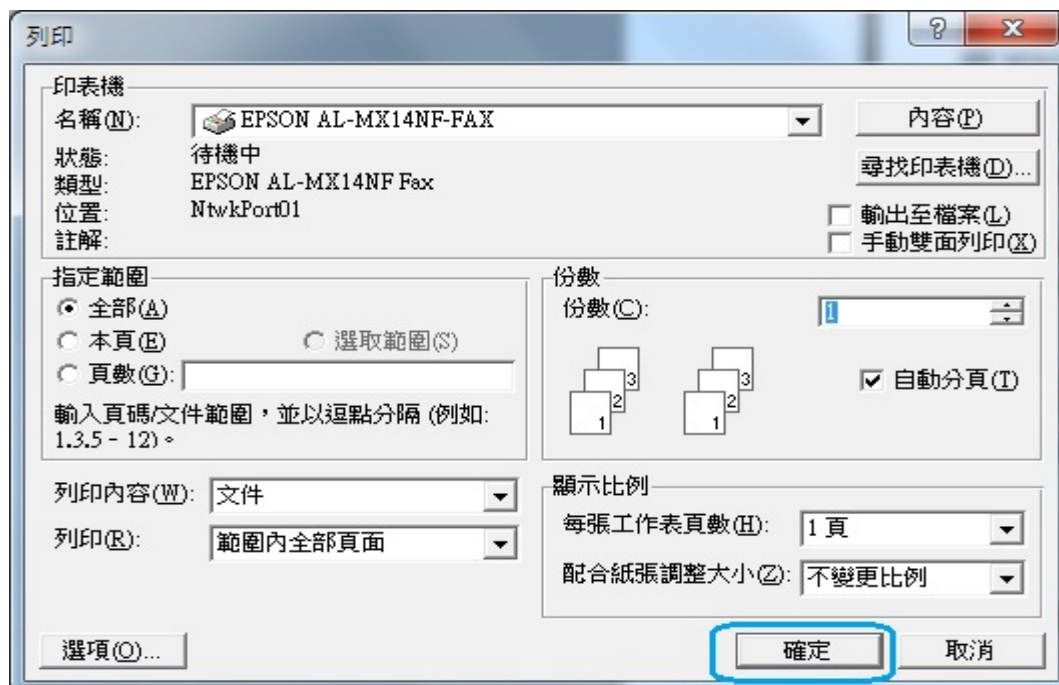 列印
印表機
名稱(N): EPSON AL-MX14NF-FAX 內容(P)
狀態: 待機中 尋找印表機(D)...
類型: EPSON AL-MX14NF Fax
位置: NtwkPort01 輸出至檔案(L)
註解: 手動雙面列印(X)
指定範圍
全部(A)
本頁(E) 選取範圍(S)
頁數(G):
輸入頁碼/文件範圍，並以逗點分隔 (例如:
1.3.5 - 12)。
份數
份數(C): 1
3 3
2 2
1 1
自動分頁(T)
列印內容(W): 文件
列印(R): 範圍內全部頁面
顯示比例
每張工作表頁數(H): 1 頁
配合紙張調整大小(Z): 不變更比例
選項(O)... 確定 取消